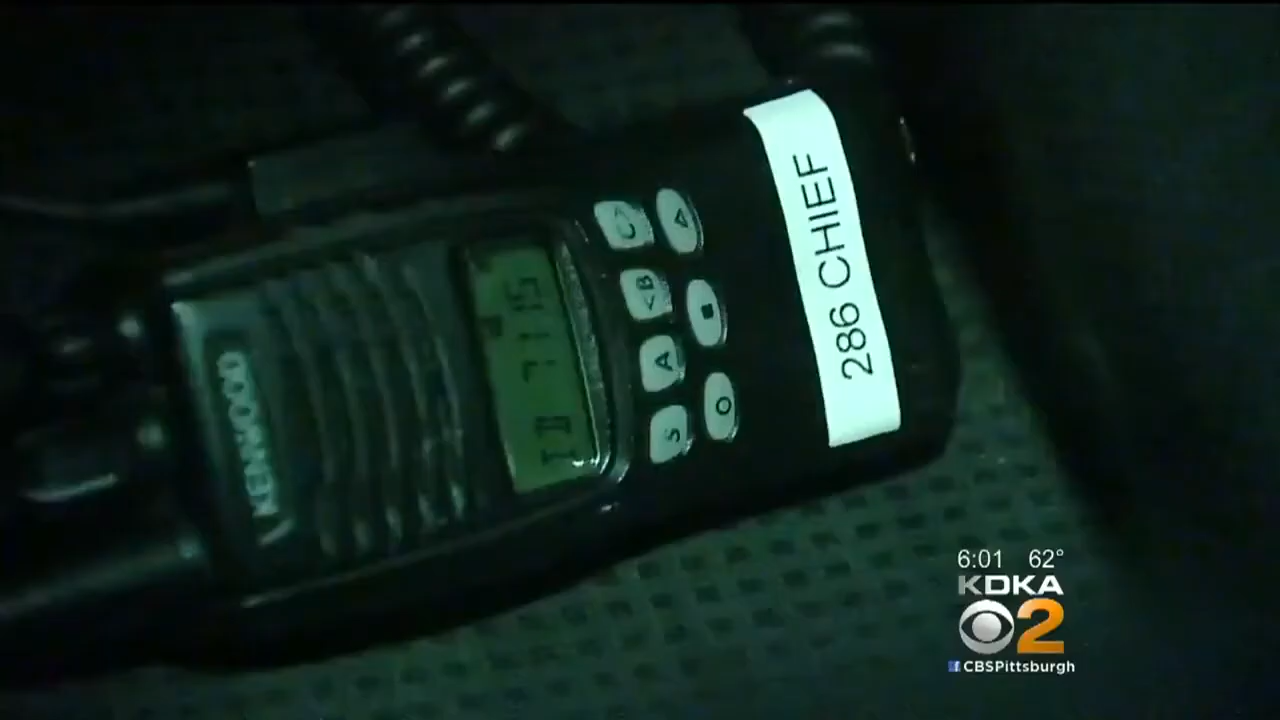 KENWOOD
S
A
<B
C>
286 CHIEF
6:01 62°
KDKA
2
f CBSPittsburgh